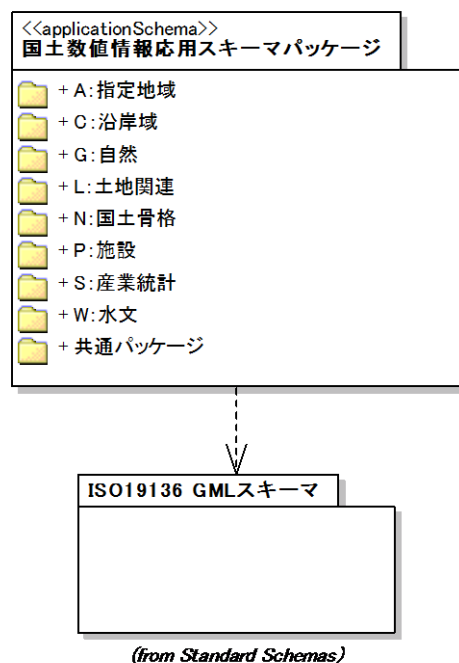 <<applicationSchema>>
国土数値情報応用スキーマパッケージ
+ A:指定地域
+ C:沿岸域
+ G:自然
+ L:土地関連
+ N:国土骨格
+ P:施設
+ S:産業統計
+ W:水文
+ 共通パッケージ
ISO19136 GMLスキーマ
(from Standard Schemas)